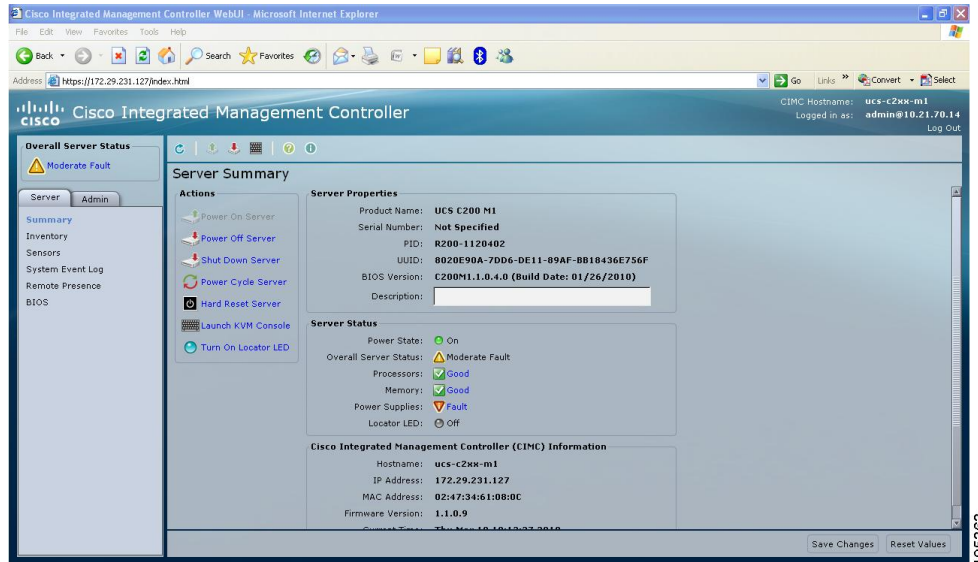 Cisco Integrated Management Controller WebUI - Microsoft Internet Explorer
File Edit View Favorites Tools Help
Back Search Favorites
Address https://172.29.231.127/index.html Go Links » Convert Select
CISCO Cisco Integrated Management Controller
CIMC Hostname: ucs-c2xx-m1
Logged in as: admin@10.21.70.14
Log Out
Overall Server Status
Moderate Fault
Server Admin
Summary
Inventory
Sensors
System Event Log
Remote Presence
BIOS
Server Summary
Actions
Power On Server
Power Off Server
Shut Down Server
Power Cycle Server
Hard Reset Server
Launch KVM Console
Turn On Locator LED
Server Properties
Product Name: UCS C200 M1
Serial Number: Not Specified
PID: R200-1120402
UUID: 8020E90A-7DD6-DE11-89AF-BB18436E756F
BIOS Version: C200M1.1.0.4.0 (Build Date: 01/26/2010)
Description:
Server Status
Power State: On
Overall Server Status: Moderate Fault
Processors: Good
Memory: Good
Power Supplies: Fault
Locator LED: Off
Cisco Integrated Management Controller (CIMC) Information
Hostname: ucs-c2xx-m1
IP Address: 172.29.231.127
MAC Address: 02:47:34:61:08:0C
Firmware Version: 1.1.0.9
Current Time:
Save Changes Reset Values